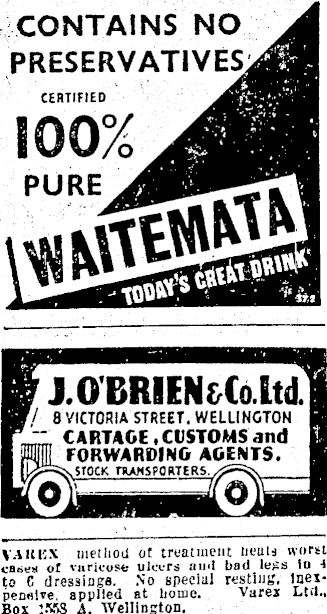 CONTAINS NO
PRESERVATIVES
CERTIFIED
100%
PURE
WAITEMATA
TODAY'S GREAT DRINK
J. O'BRIEN & Co. Ltd.
8 VICTORIA STREET, WELLINGTON
CARTAGE, CUSTOMS and
FORWARDING AGENTS.
STOCK TRANSPORTERS.
VAREX method of treatment heals worst
cases of varicose ulcers and bad legs in 4
to 6 dressings. No special resting, inex-
pensive, applied at home. Varex Ltd.,
Box 1558 A, Wellington.